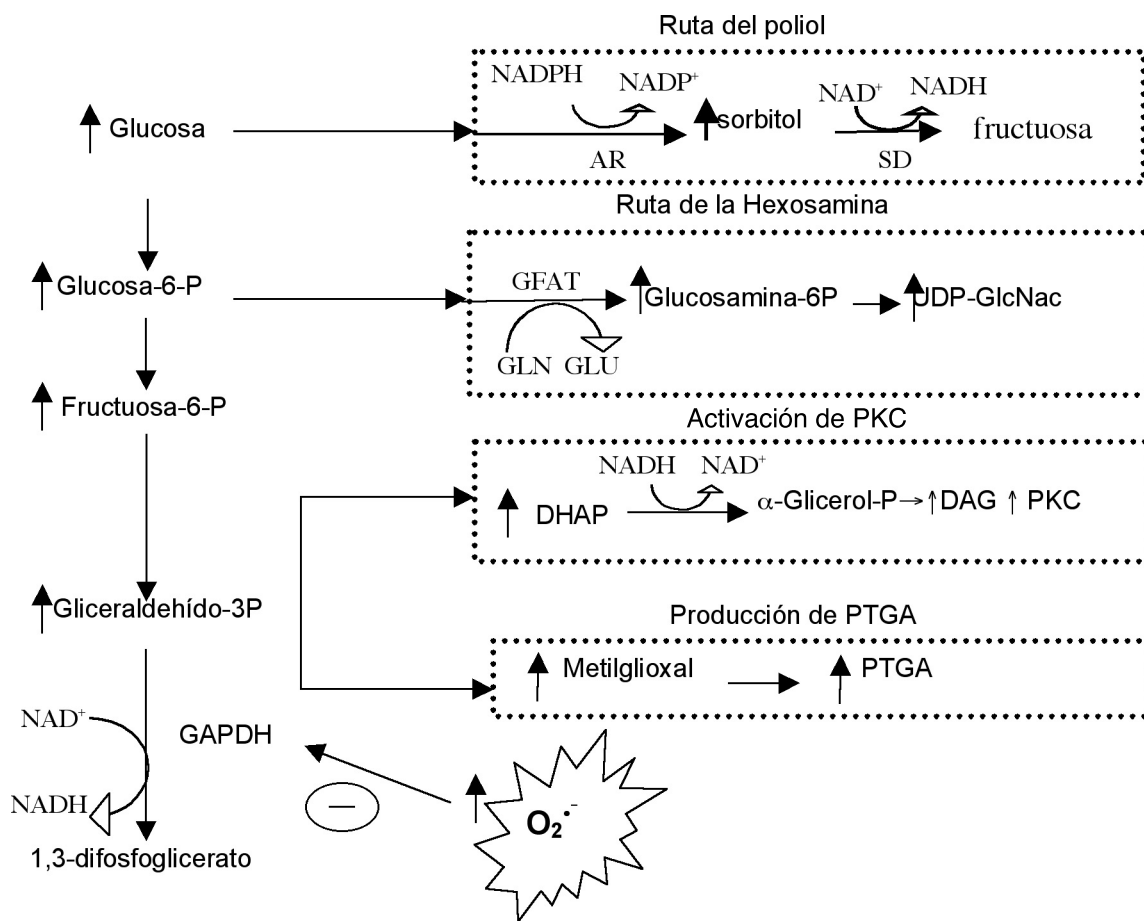 Ruta del poliol
NADPH NADP⁺ NAD⁺ NADH
Glucosa sorbitol fructuosa
AR SD
Ruta de la Hexosamina
Glucosa-6-P GFAT Glucosamina-6P UDP-GlcNac
GLN GLU
Fructuosa-6-P
Activación de PKC
NADH NAD⁺
DHAP α-Glicerol-P→↑DAG ↑ PKC
Gliceraldehído-3P
Producción de PTGA
Metilglioxal PTGA
NAD⁺ GAPDH
NADH
O₂•⁻
1,3-difosfoglicerato